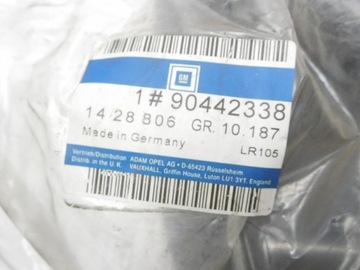 GM
1 # 90442338
14/28 B06 GR. 10.187
Made in Germany
LR105
Vertrieb/Distribution ADAM OPEL AG • D-65423 Rüsselsheim
Distrib. in the U.K. VAUXHALL, Griffin House, Luton LU1 3YT. England